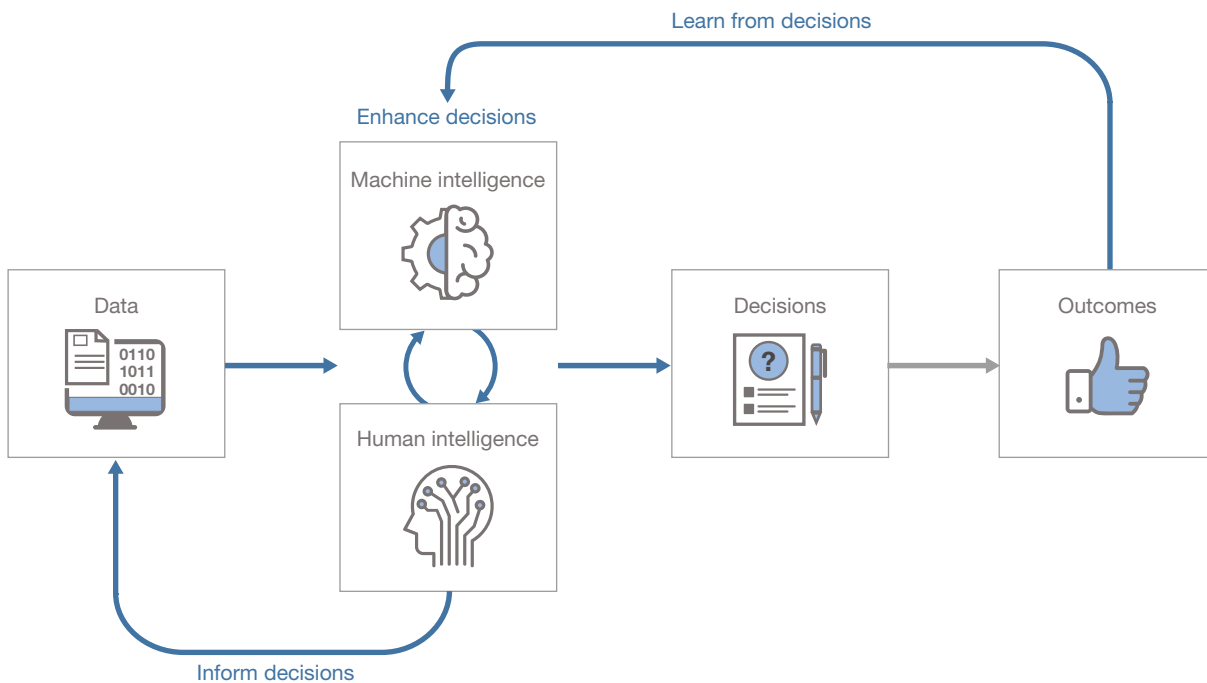 Learn from decisions
Enhance decisions
Machine intelligence
Data
0110
1011
0010
Decisions
?
Outcomes
Human intelligence
Inform decisions